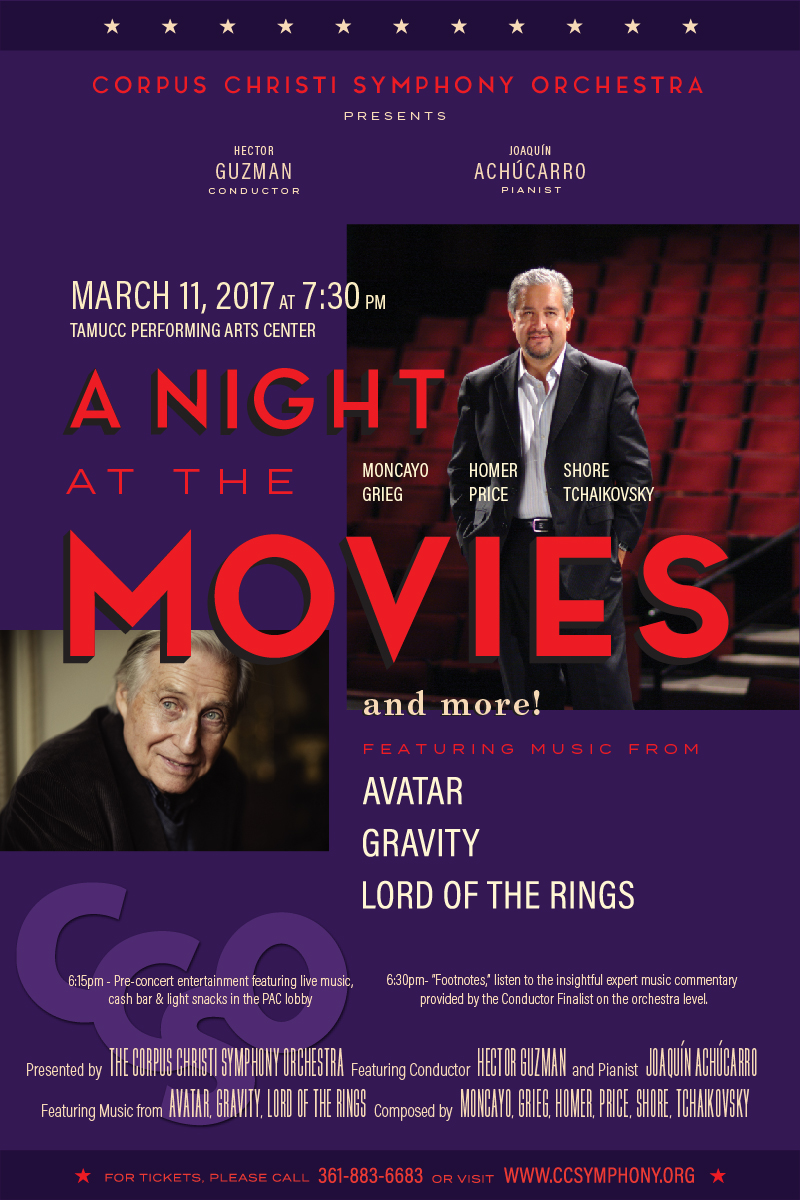 CORPUS CHRISTI SYMPHONY ORCHESTRA
PRESENTS
HECTOR
GUZMAN
CONDUCTOR
JOAQUÍN
ACHÚCARRO
PIANIST
MARCH 11, 2017 AT 7:30 PM
TAMUCC PERFORMING ARTS CENTER
A NIGHT
AT THE
MONCAYO HOMER SHORE
GRIEG PRICE TCHAIKOVSKY
MOVIES
and more!
FEATURING MUSIC FROM
AVATAR
GRAVITY
LORD OF THE RINGS
CCSO
6:15pm - Pre-concert entertainment featuring live music,
cash bar & light snacks in the PAC lobby
6:30pm- "Footnotes," listen to the insightful expert music commentary
provided by the Conductor Finalist on the orchestra level.
Presented by THE CORPUS CHRISTI SYMPHONY ORCHESTRA Featuring Conductor HECTOR GUZMAN and Pianist JOAQUÍN ACHÚCARRO
Featuring Music from AVATAR, GRAVITY, LORD OF THE RINGS Composed by MONCAYO, GRIEG, HOMER, PRICE, SHORE, TCHAIKOVSKY
FOR TICKETS, PLEASE CALL 361-883-6683 OR VISIT WWW.CCSYMPHONY.ORG